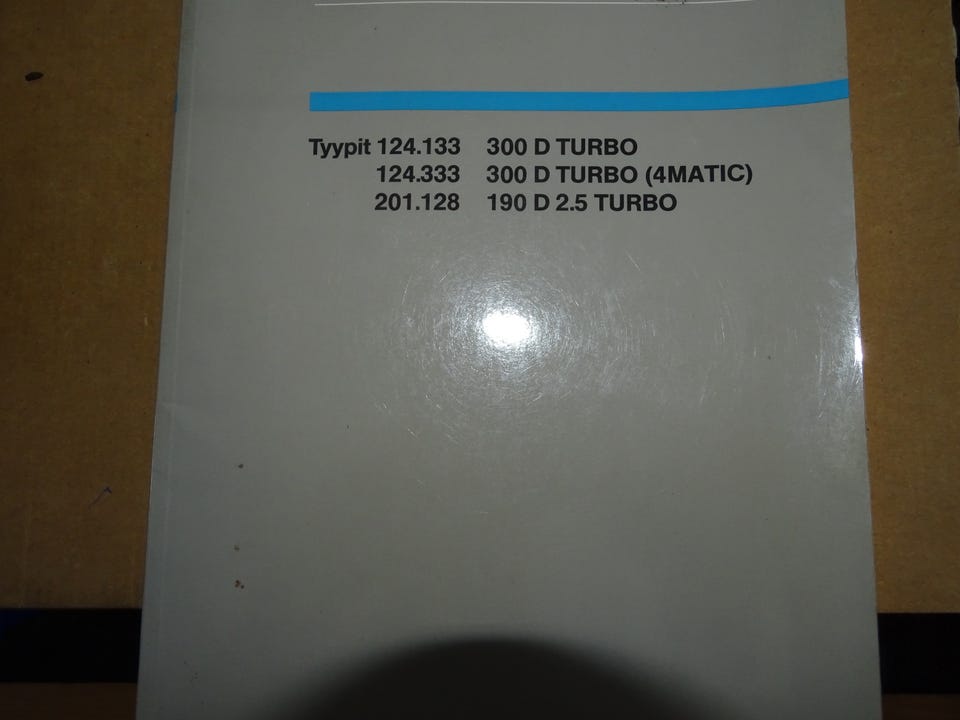 Tyypit 124.133 300 D TURBO
124.333 300 D TURBO (4MATIC)
201.128 190 D 2.5 TURBO